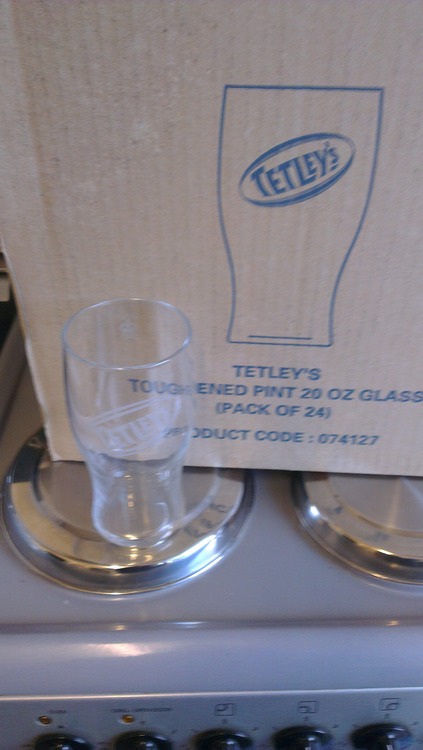 TETLEY'S
TETLEY'S
TOUGHENED PINT 20 OZ GLASS
(PACK OF 24)
PRODUCT CODE : 074127